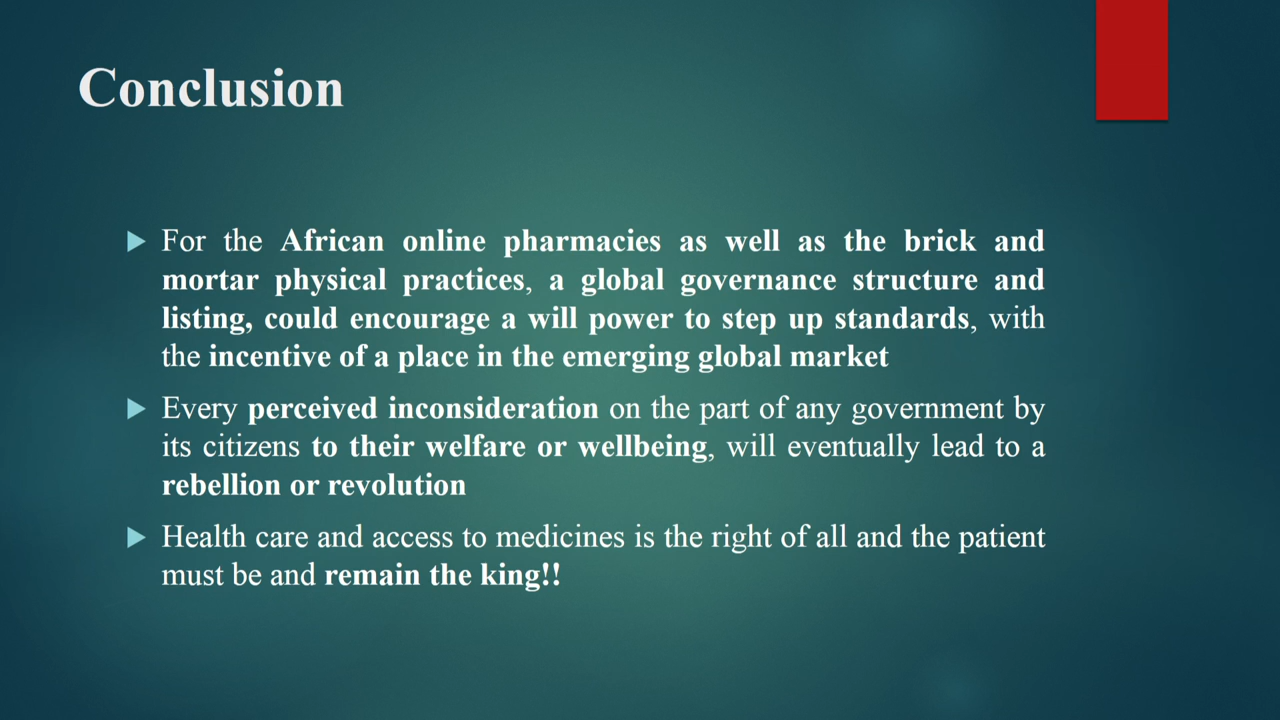 Conclusion
For the African online pharmacies as well as the brick and
mortar physical practices, a global governance structure and
listing, could encourage a will power to step up standards, with
the incentive of a place in the emerging global market
Every perceived inconsideration on the part of any government by
its citizens to their welfare or wellbeing, will eventually lead to a
rebellion or revolution
Health care and access to medicines is the right of all and the patient
must be and remain the king!!